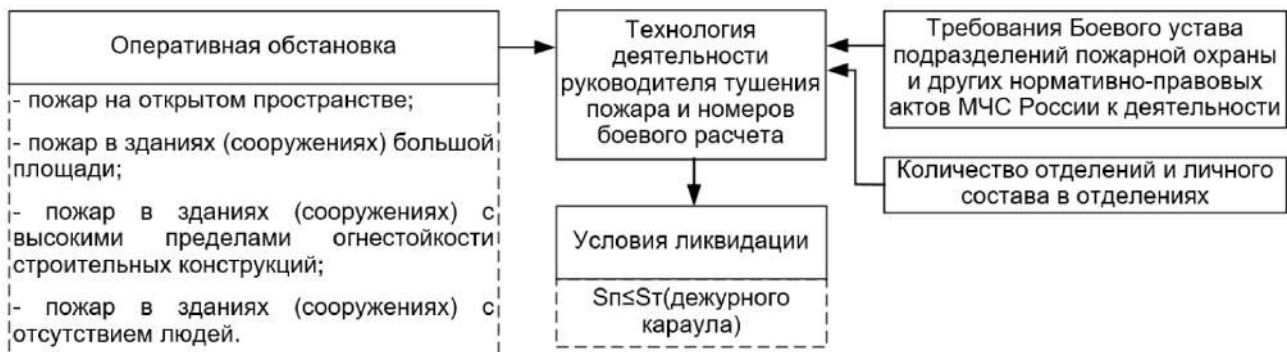 Оперативная обстановка
- пожар на открытом пространстве;
- пожар в зданиях (сооружениях) большой
площади;
- пожар в зданиях (сооружениях) с
высокими пределами огнестойкости
строительных конструкций;
- пожар в зданиях (сооружениях) с
отсутствием людей.
Технология
деятельности
руководителя тушения
пожара и номеров
боевого расчета
Условия ликвидации
Sп≤Sт(дежурного
караула)
Требования Боевого устава
подразделений пожарной охраны
и других нормативно-правовых
актов МЧС России к деятельности
Количество отделений и личного
состава в отделениях